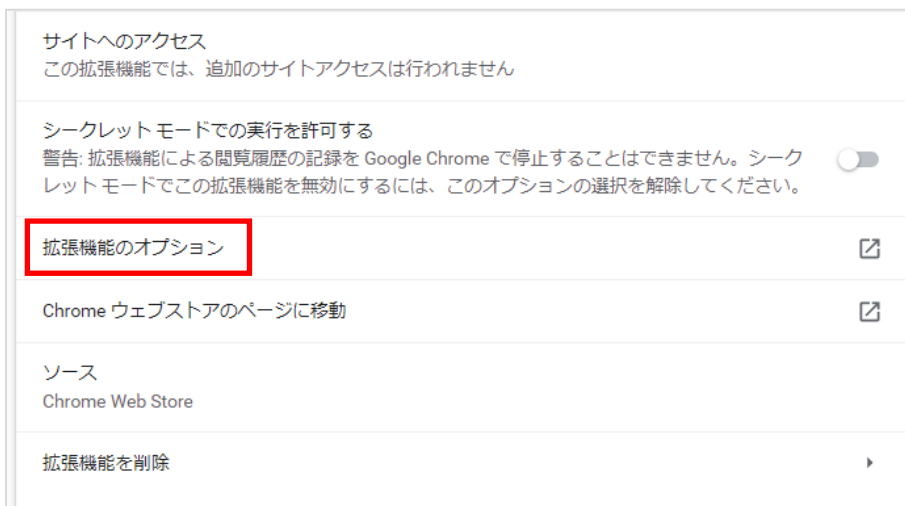 サイトへのアクセス
この拡張機能では、追加のサイトアクセスは行われません
シークレット モードでの実行を許可する
警告: 拡張機能による閲覧履歴の記録を Google Chrome で停止することはできません。シーク
レット モードでこの拡張機能を無効にするには、このオプションの選択を解除してください。
拡張機能のオプション
Chrome ウェブストアのページに移動
ソース
Chrome Web Store
拡張機能を削除